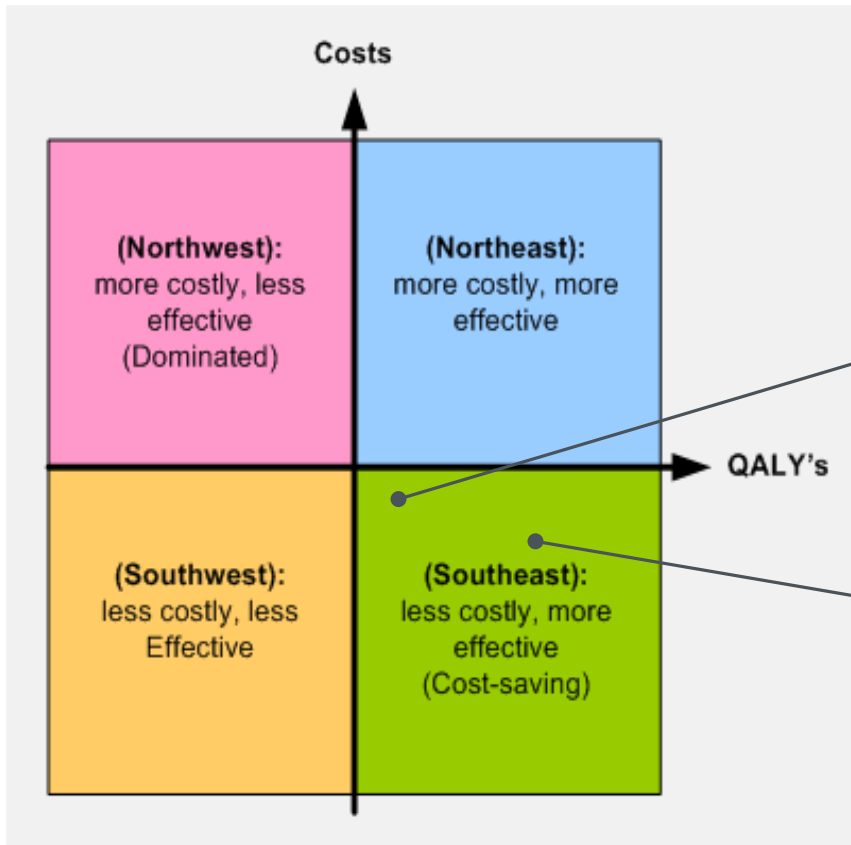 Costs
(Northwest):
more costly, less
effective
(Dominated)
(Northeast):
more costly, more
effective
QALY's
(Southwest):
less costly, less
Effective
(Southeast):
less costly, more
effective
(Cost-saving)